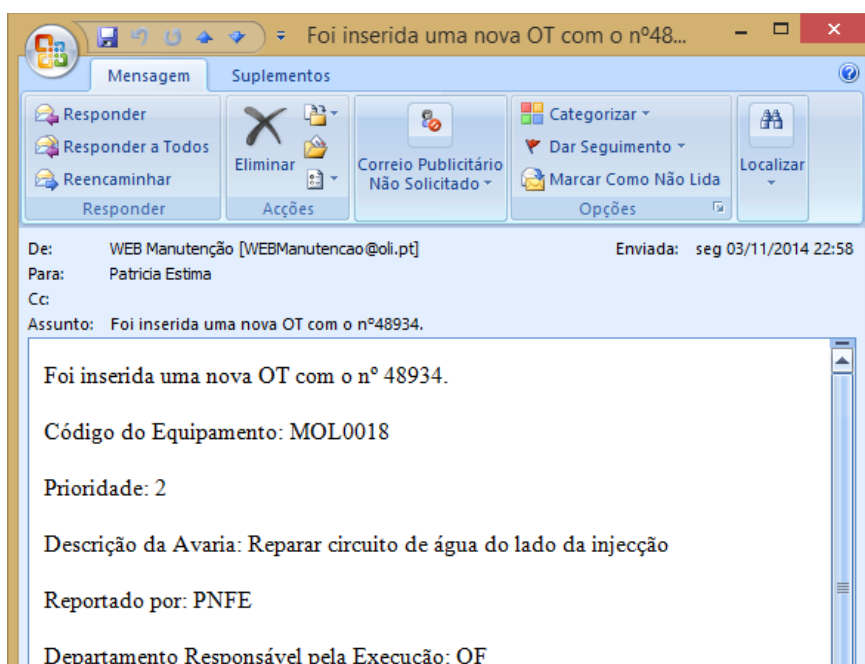 Foi inserida uma nova OT com o nº48...
Mensagem Suplementos
Responder
Responder a Todos
Reencaminhar
Responder
Eliminar
Acções
Correio Publicitário
Não Solicitado
Categorizar
Dar Seguimento
Marcar Como Não Lida
Opções
Localizar
De: WEB Manutenção [WEBManutencao@oli.pt] Enviada: seg 03/11/2014 22:58
Para: Patricia Estima
Cc:
Assunto: Foi inserida uma nova OT com o nº48934.
Foi inserida uma nova OT com o nº 48934.
Código do Equipamento: MOL0018
Prioridade: 2
Descrição da Avaria: Reparar circuito de água do lado da injecção
Reportado por: PNFE
Departamento Responsável pela Execução: OF